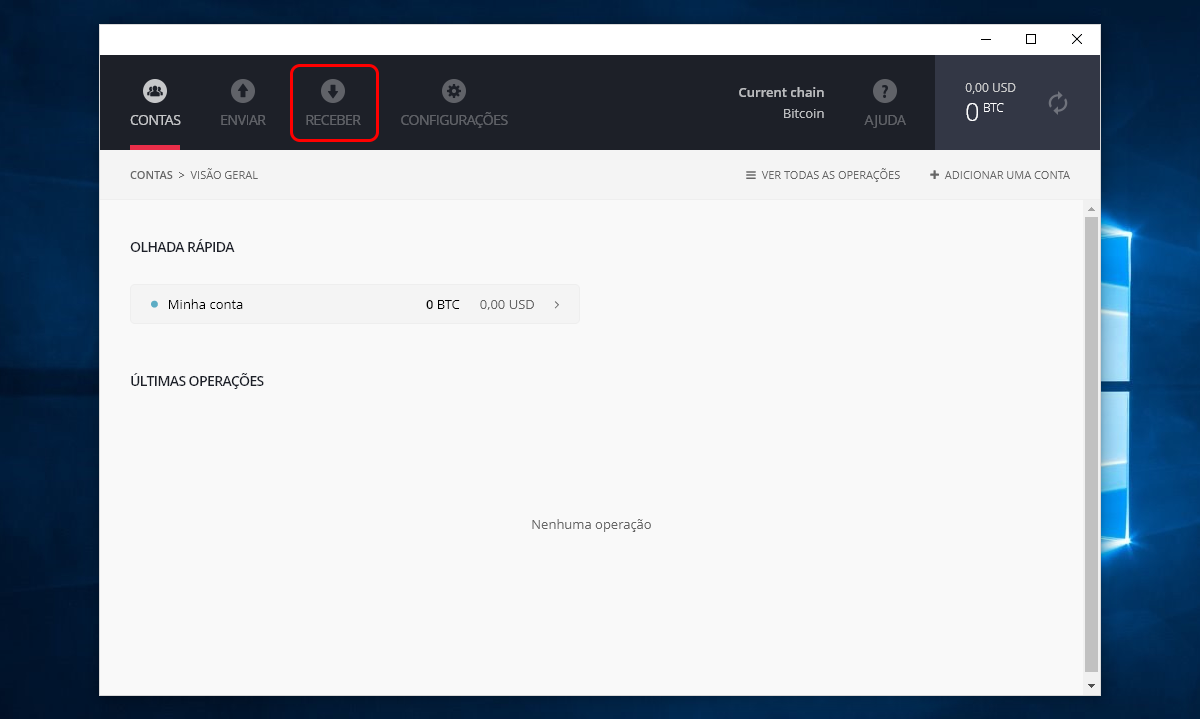 CONTAS
ENVIAR
RECEBER
CONFIGURAÇÕES
Current chain
Bitcoin
AJUDA
0,00 USD
0 BTC
CONTAS > VISÃO GERAL
VER TODAS AS OPERAÇÕES
ADICIONAR UMA CONTA
OLHADA RÁPIDA
Minha conta 0 BTC 0,00 USD
ÚLTIMAS OPERAÇÕES
Nenhuma operação